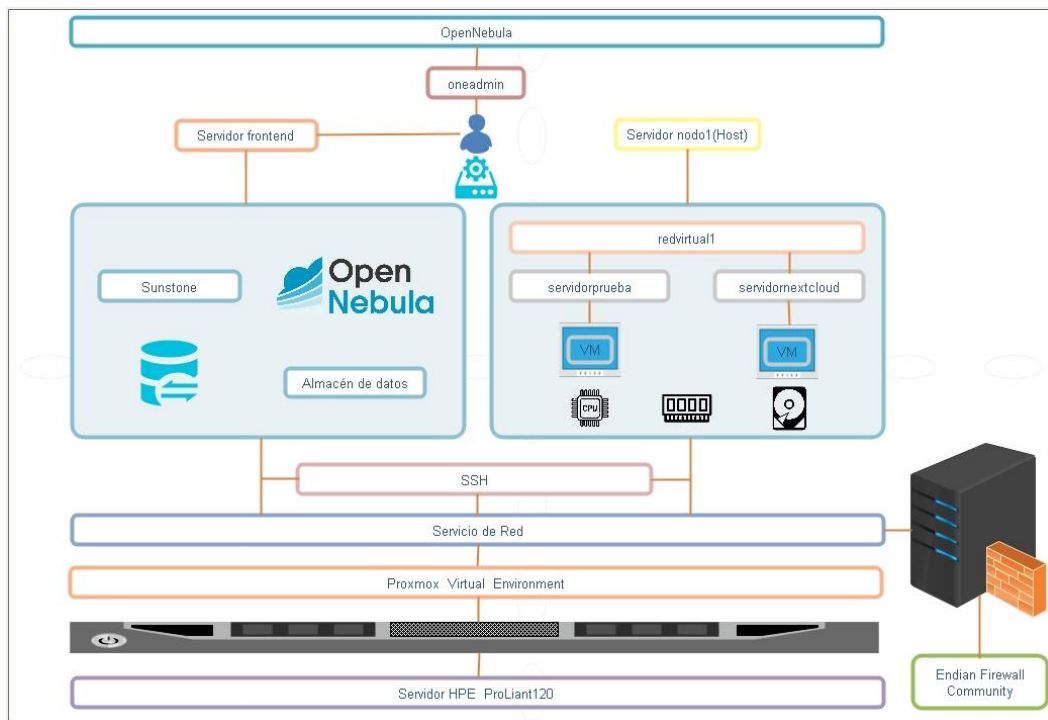 OpenNebula
oneadmin
Servidor frontend
Servidor nodo1(Host)
redvirtual1
Sunstone
Open
Nebula
servidorprueba
servidornextcloud
VM
VM
Almacén de datos
CPU
SSH
Servicio de Red
Proxmox Virtual Environment
Servidor HPE ProLiant120
Endian Firewall
Community